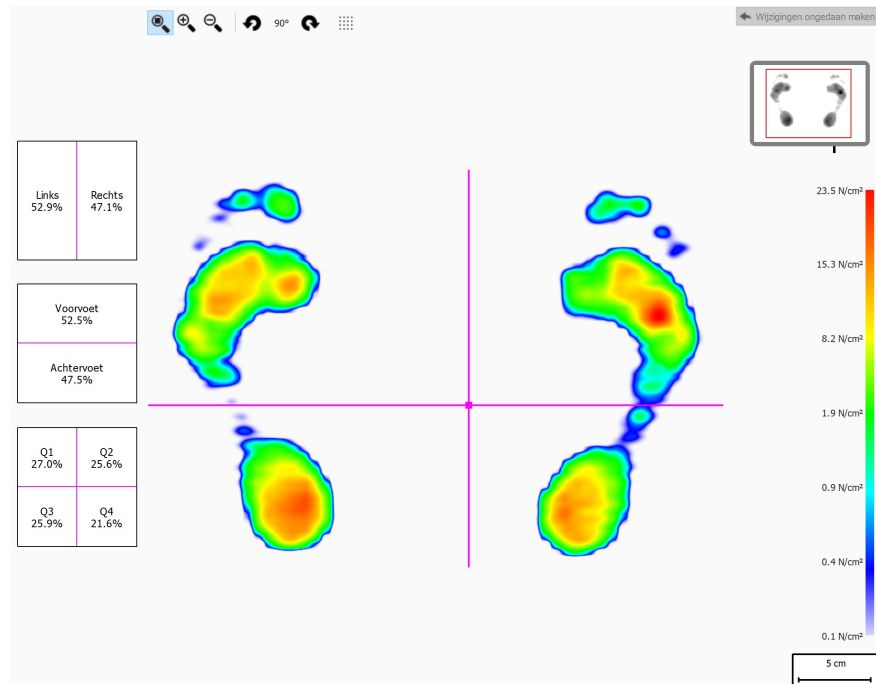 90°
Wijzigingen ongedaan maken
Links
52.9%
Rechts
47.1%
Voorvoet
52.5%
Achtervoet
47.5%
Q1
27.0%
Q2
25.6%
Q3
25.9%
Q4
21.6%
23.5 N/cm²
15.3 N/cm²
8.2 N/cm²
1.9 N/cm²
0.9 N/cm²
0.4 N/cm²
0.1 N/cm²
5 cm